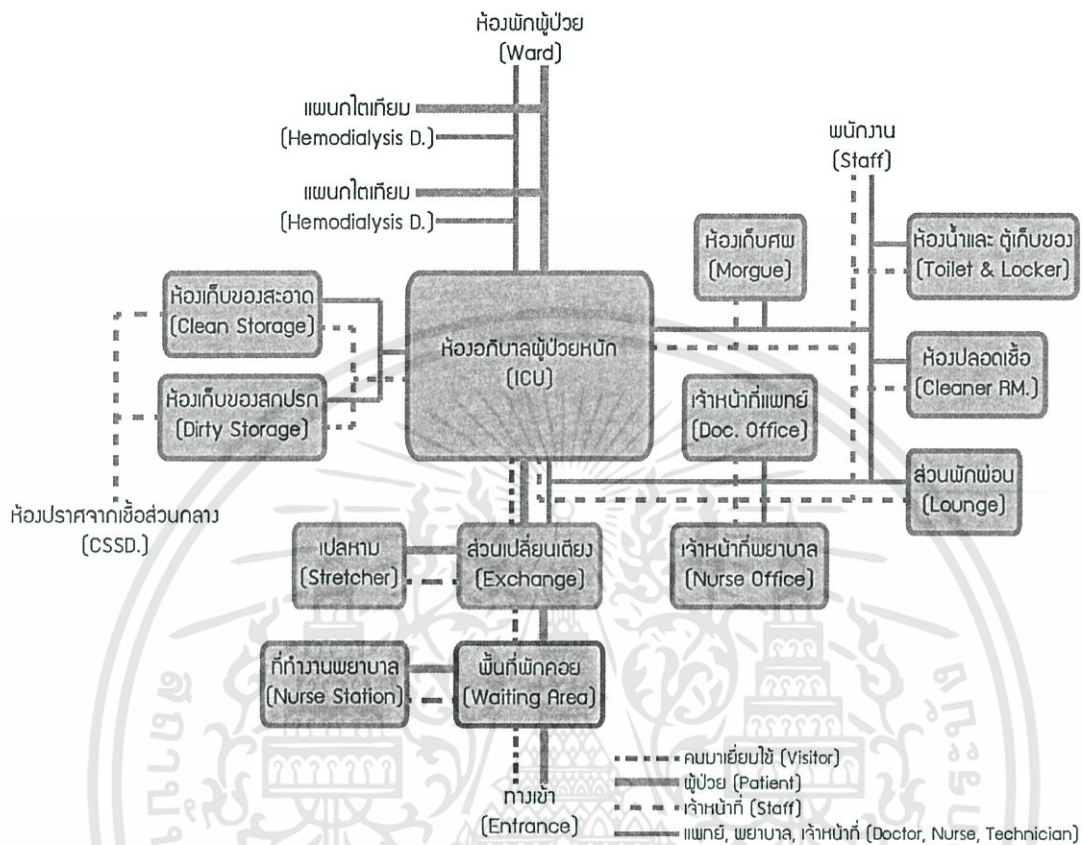 ห้องพักผู้ป่วย
(Ward)
แผนกไตเทียม
(Hemodialysis D.)
แผนกไตเทียม
(Hemodialysis D.)
พนักงาน
(Staff)
ห้องเก็บศพ
(Morgue)
ห้องน้ำและ ตู้เก็บของ
(Toilet & Locker)
ห้องเก็บของสะอาด
(Clean Storage)
ห้องอภิบาลผู้ป่วยหนัก
(ICU)
ห้องปลอดเชื้อ
(Cleaner RM.)
ห้องเก็บของสกปรก
(Dirty Storage)
เจ้าหน้าที่แพทย์
(Doc. Office)
ส่วนพักผ่อน
(Lounge)
ห้องปราศจากเชื้อส่วนกลาง
(CSSD.)
เปลหาม
(Stretcher)
ส่วนเปลี่ยนเตียง
(Exchange)
เจ้าหน้าที่พยาบาล
(Nurse Office)
ที่ทำงานพยาบาล
(Nurse Station)
พื้นที่พักคอย
(Waiting Area)
ทางเข้า
(Entrance)
คนมาเยี่ยมไข้ (Visitor)
ผู้ป่วย (Patient)
เจ้าหน้าที่ (Staff)
แพทย์, พยาบาล, เจ้าหน้าที่ (Doctor, Nurse, Technician)